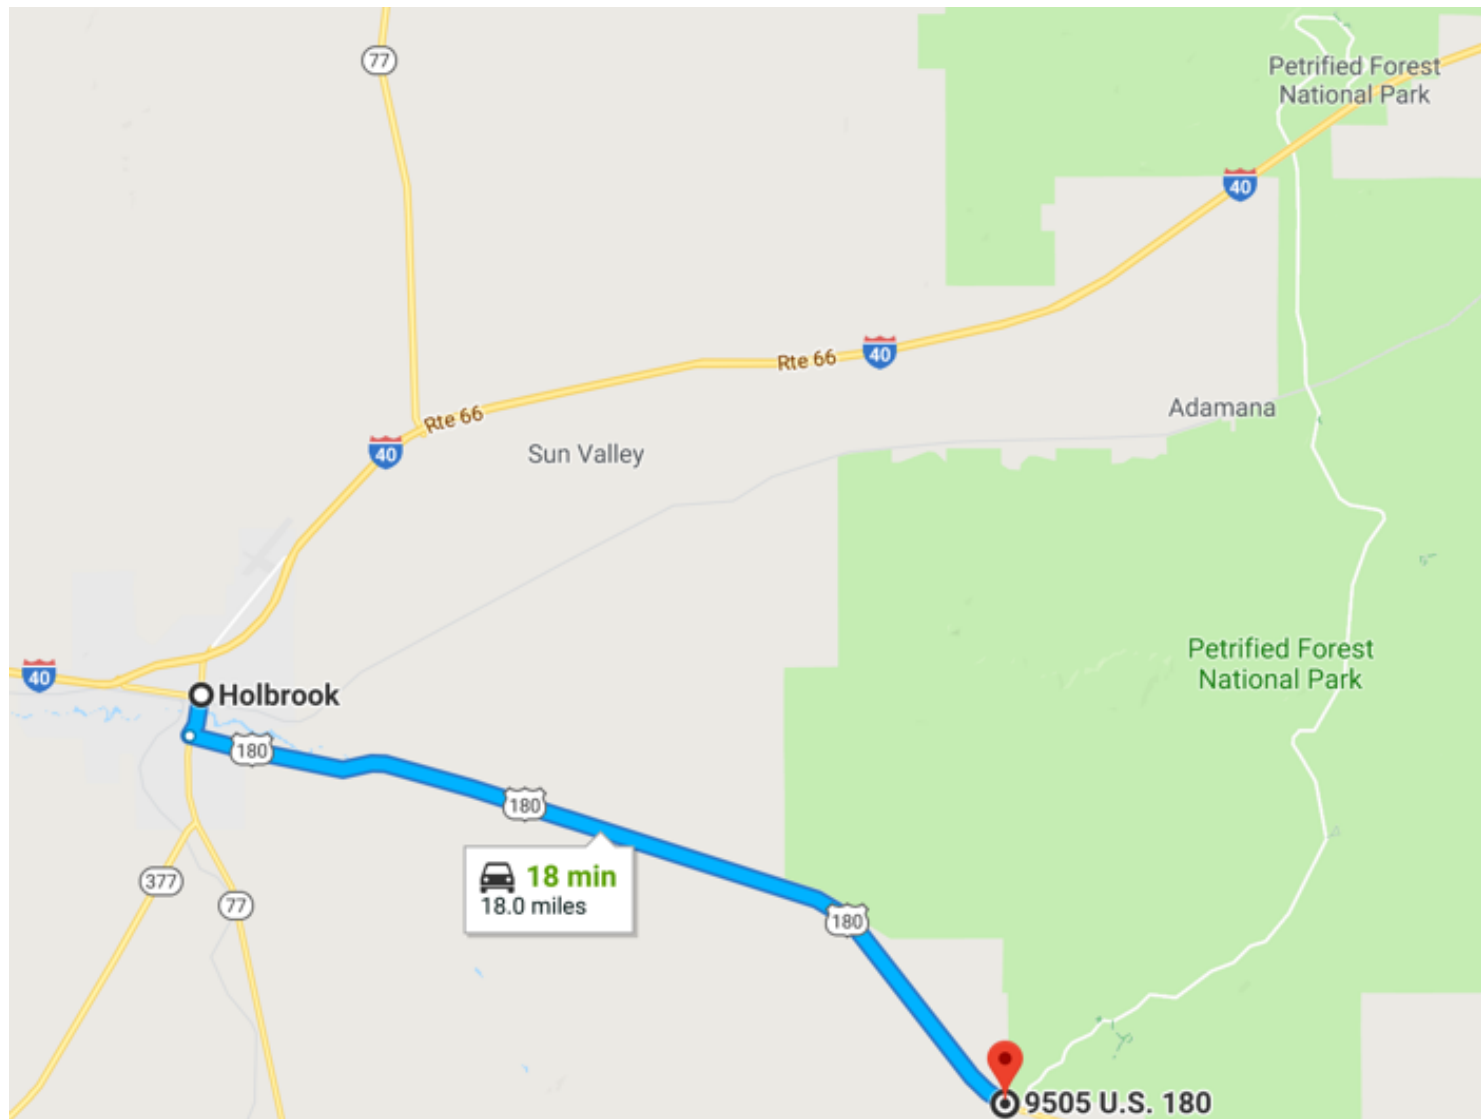 77
Petrified Forest
National Park
40
Rte 66
40
Adamana
Rte 66
40
Sun Valley
Petrified Forest
National Park
40
Holbrook
180
180
18 min
18.0 miles
377
77
180
9505 U.S. 180